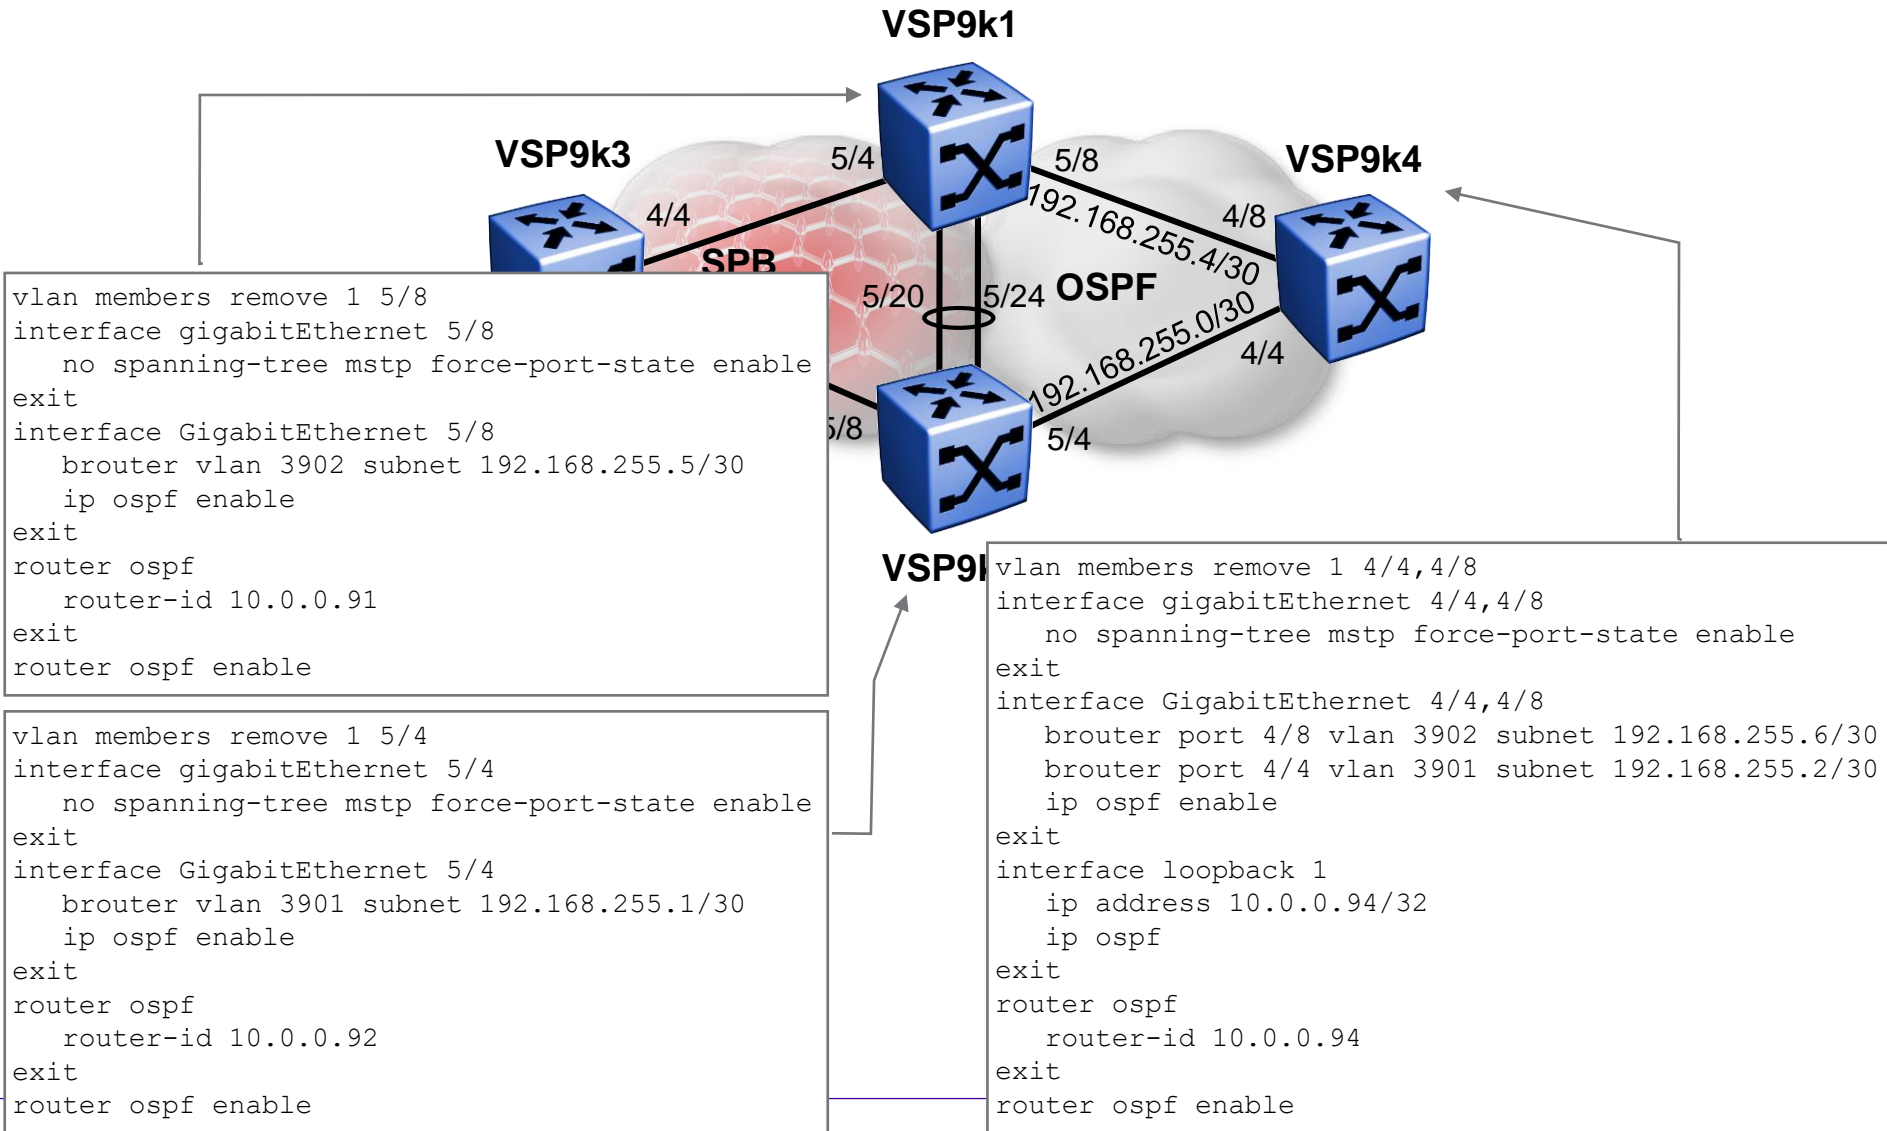 VSP9k1
VSP9k3
VSP9k4
5/4
5/8
4/4
4/8
192.168.255.4/30
SPB
5/20
5/24
OSPF
192.168.255.0/30
4/4
5/8
5/4
vlan members remove 1 5/8
interface gigabitEthernet 5/8
no spanning-tree mstp force-port-state enable
exit
interface GigabitEthernet 5/8
brouter vlan 3902 subnet 192.168.255.5/30
ip ospf enable
exit
router ospf
router-id 10.0.0.91
exit
router ospf enable
vlan members remove 1 5/4
interface gigabitEthernet 5/4
no spanning-tree mstp force-port-state enable
exit
interface GigabitEthernet 5/4
brouter vlan 3901 subnet 192.168.255.1/30
ip ospf enable
exit
router ospf
router-id 10.0.0.92
exit
router ospf enable
vlan members remove 1 4/4,4/8
interface gigabitEthernet 4/4,4/8
no spanning-tree mstp force-port-state enable
exit
interface GigabitEthernet 4/4,4/8
brouter port 4/8 vlan 3902 subnet 192.168.255.6/30
brouter port 4/4 vlan 3901 subnet 192.168.255.2/30
ip ospf enable
exit
interface loopback 1
ip address 10.0.0.94/32
ip ospf
exit
router ospf
router-id 10.0.0.94
exit
router ospf enable